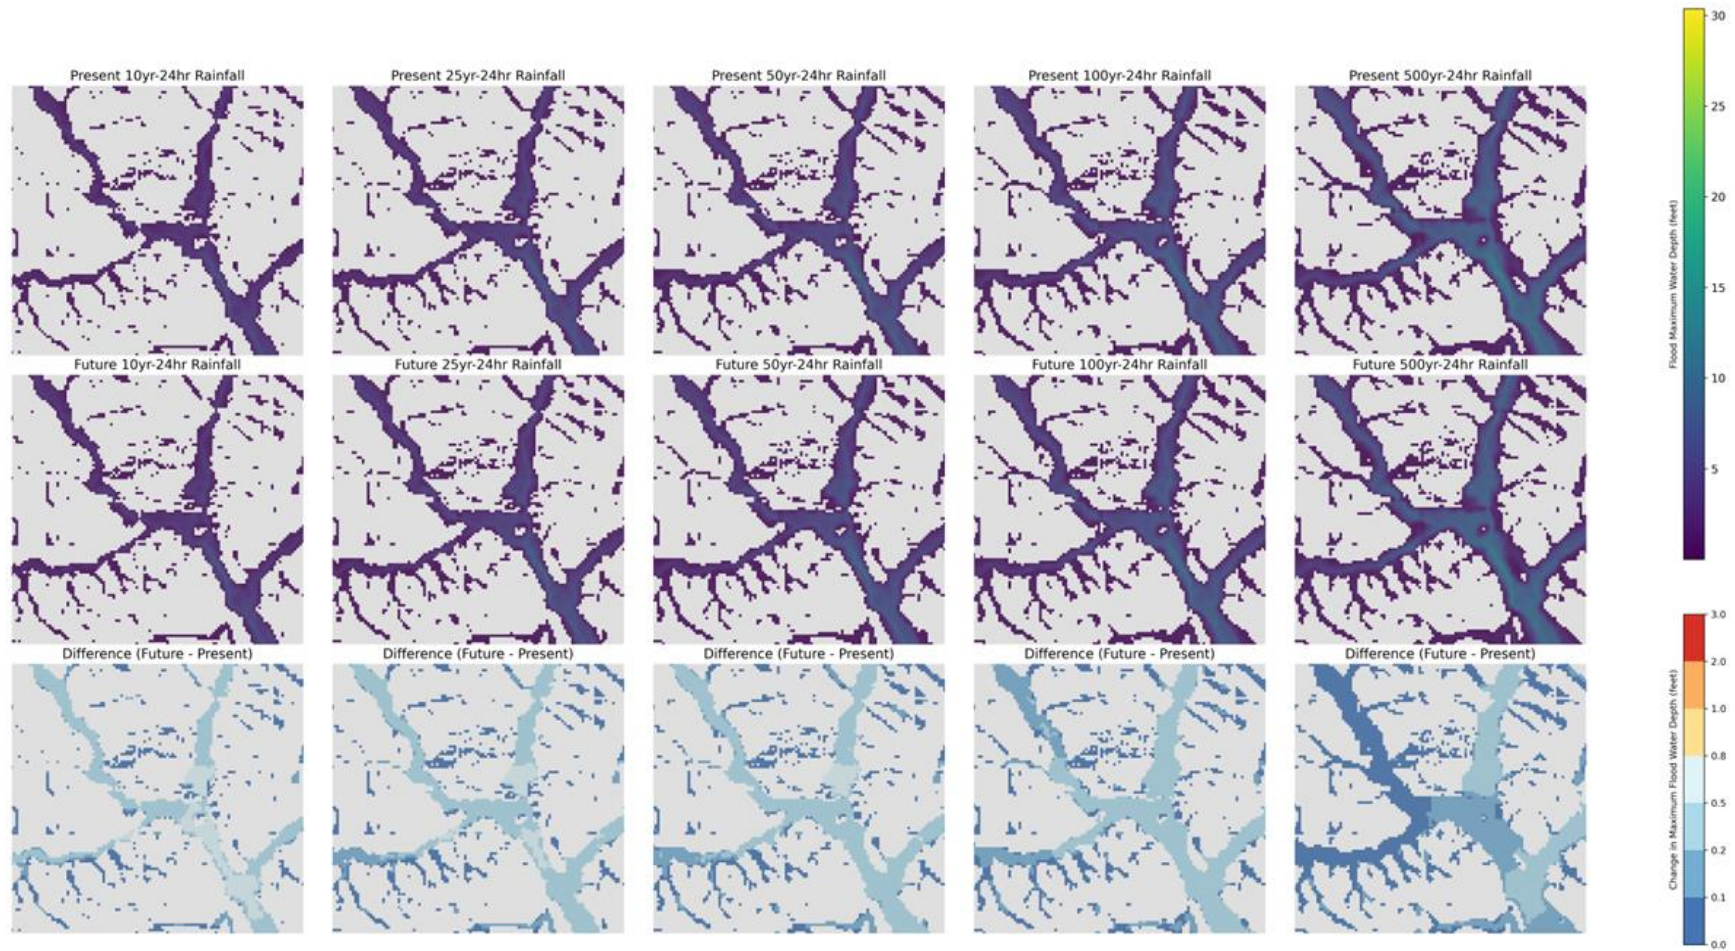 Present 10yr-24hr Rainfall
Present 25yr-24hr Rainfall
Present 50yr-24hr Rainfall
Present 100yr-24hr Rainfall
Present 500yr-24hr Rainfall
Future 10yr-24hr Rainfall
Future 25yr-24hr Rainfall
Future 50yr-24hr Rainfall
Future 100yr-24hr Rainfall
Future 500yr-24hr Rainfall
Difference (Future - Present)
Difference (Future - Present)
Difference (Future - Present)
Difference (Future - Present)
Difference (Future - Present)
Flood Maximum Water Depth (feet)
30
25
20
15
10
5
Change in Maximum Flood Water Depth (feet)
3.0
2.0
1.0
0.8
0.5
0.2
0.1
0.0